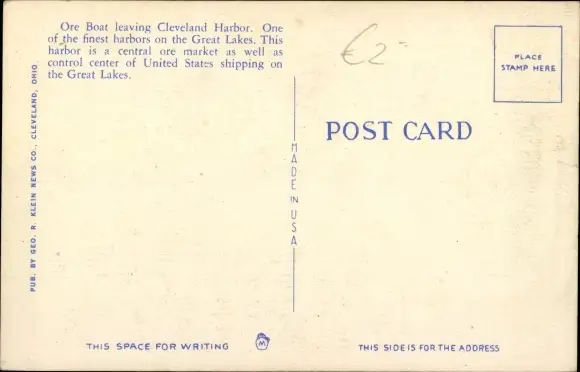 Ore Boat leaving Cleveland Harbor. One
of the finest harbors on the Great Lakes. This
harbor is a central ore market as well as
control center of United States shipping on
the Great Lakes.
PUB. BY GEO. R. KLEIN NEWS CO., CLEVELAND, OHIO
MADE IN USA
€2-
PLACE
STAMP HERE
POST CARD
THIS SPACE FOR WRITING
M
THIS SIDE IS FOR THE ADDRESS